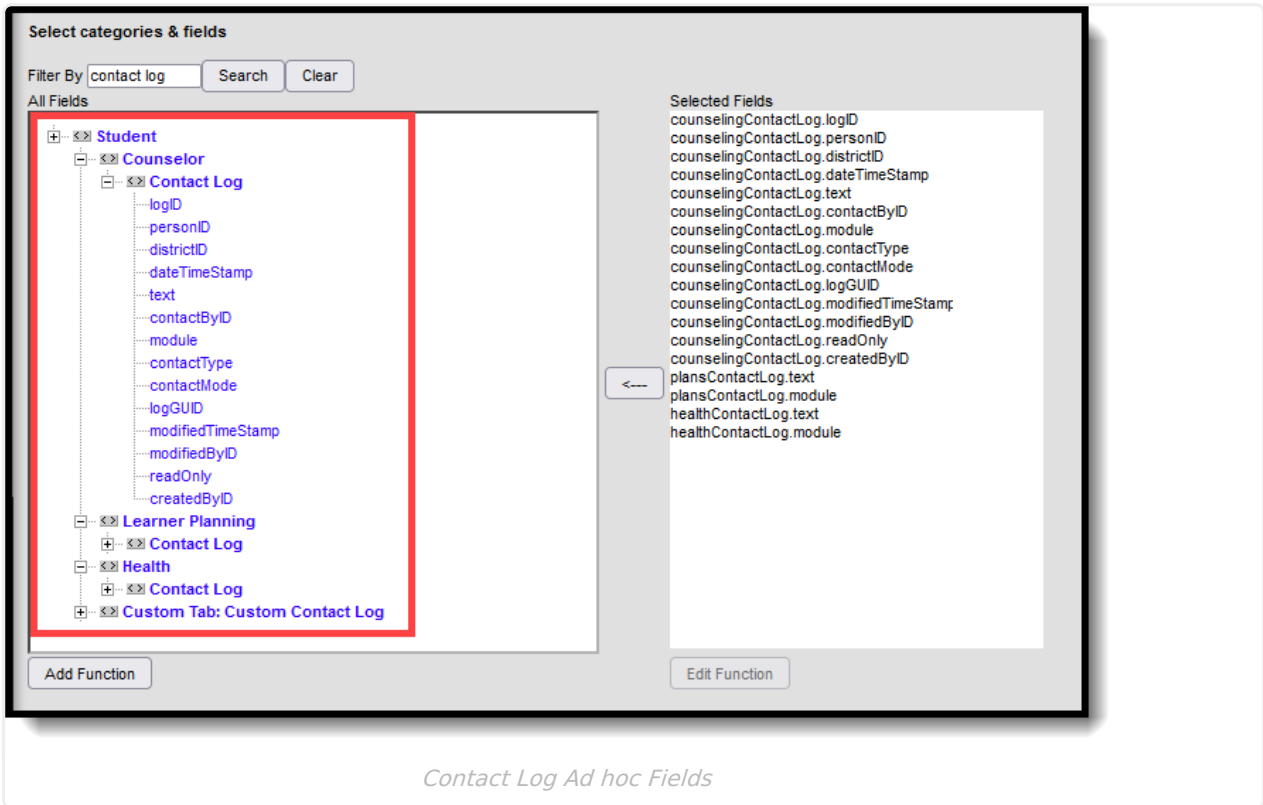 Select categories & fields
Filter By contact log Search Clear
All Fields
Student
Counselor
Contact Log
logID
personID
districtID
dateTimeStamp
text
contactByID
module
contactType
contactMode
logGUID
modifiedTimeStamp
modifiedByID
readOnly
createdByID
Learner Planning
Contact Log
Health
Contact Log
Custom Tab: Custom Contact Log
Add Function
<---
Selected Fields
counselingContactLog.logID
counselingContactLog.personID
counselingContactLog.districtID
counselingContactLog.dateTimeStamp
counselingContactLog.text
counselingContactLog.contactByID
counselingContactLog.module
counselingContactLog.contactType
counselingContactLog.contactMode
counselingContactLog.logGUID
counselingContactLog.modifiedTimeStamp
counselingContactLog.modifiedByID
counselingContactLog.readOnly
counselingContactLog.createdByID
plansContactLog.text
plansContactLog.module
healthContactLog.text
healthContactLog.module
Edit Function
Contact Log Ad hoc Fields